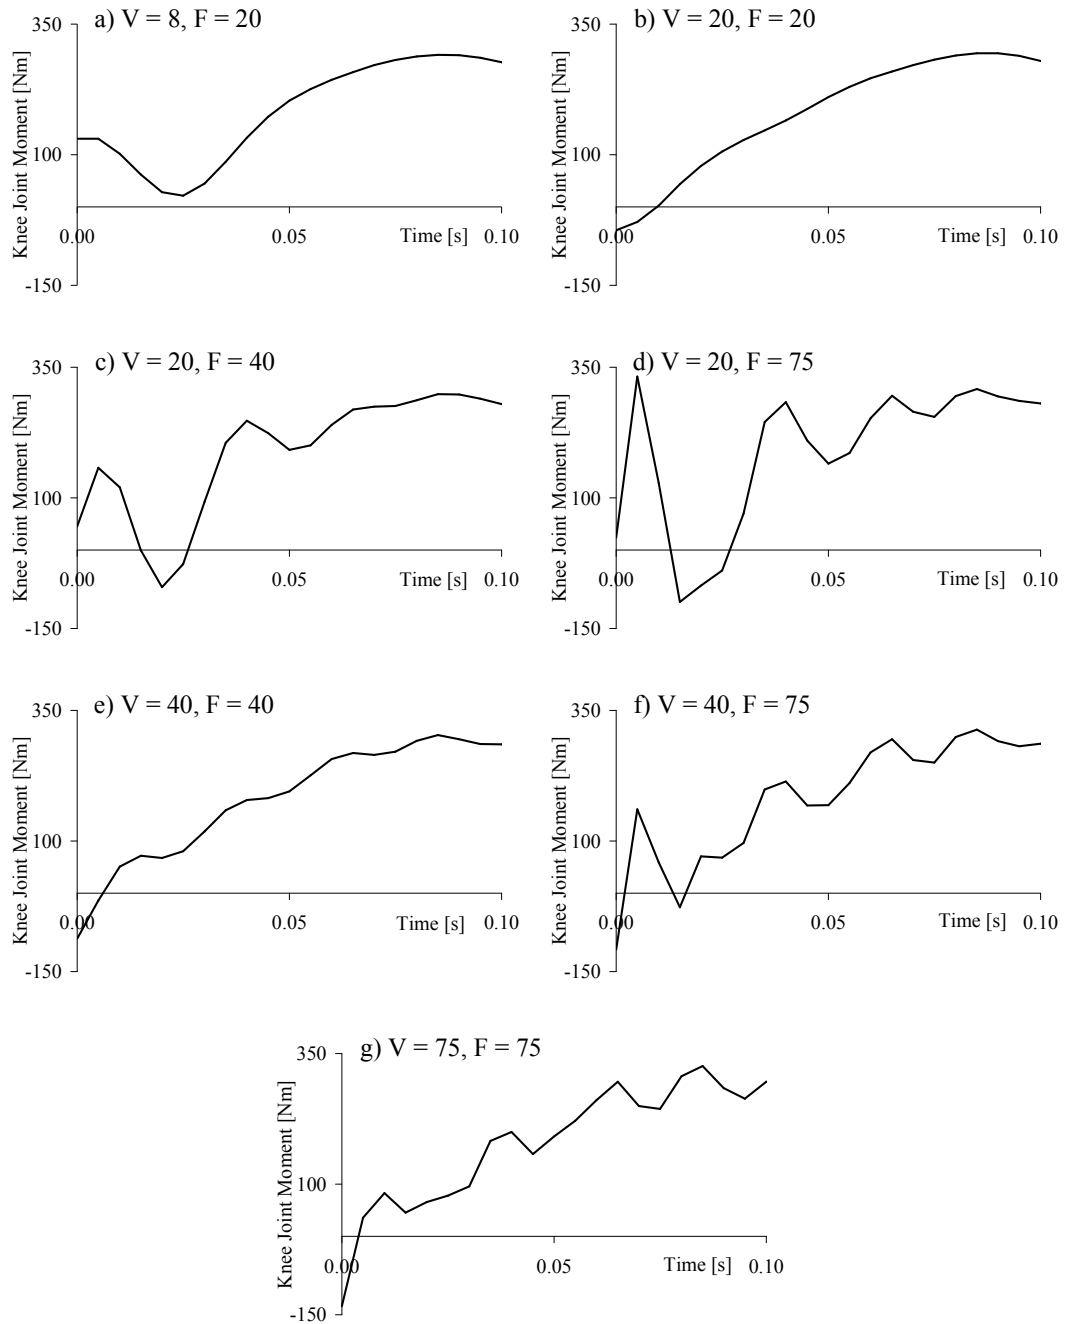 a) V = 8, F = 20
350
100
-150
Knee Joint Moment [Nm]
0.00
0.05
Time [s]
0.10
b) V = 20, F = 20
350
100
-150
Knee Joint Moment [Nm]
0.00
0.05
Time [s]
0.10
c) V = 20, F = 40
350
100
-150
Knee Joint Moment [Nm]
0.00
0.05
Time [s]
0.10
d) V = 20, F = 75
350
100
-150
Knee Joint Moment [Nm]
0.00
0.05
Time [s]
0.10
e) V = 40, F = 40
350
100
-150
Knee Joint Moment [Nm]
0.00
0.05
Time [s]
0.10
f) V = 40, F = 75
350
100
-150
Knee Joint Moment [Nm]
0.00
0.05
Time [s]
0.10
g) V = 75, F = 75
350
100
-150
Knee Joint Moment [Nm]
0.00
0.05
Time [s]
0.10